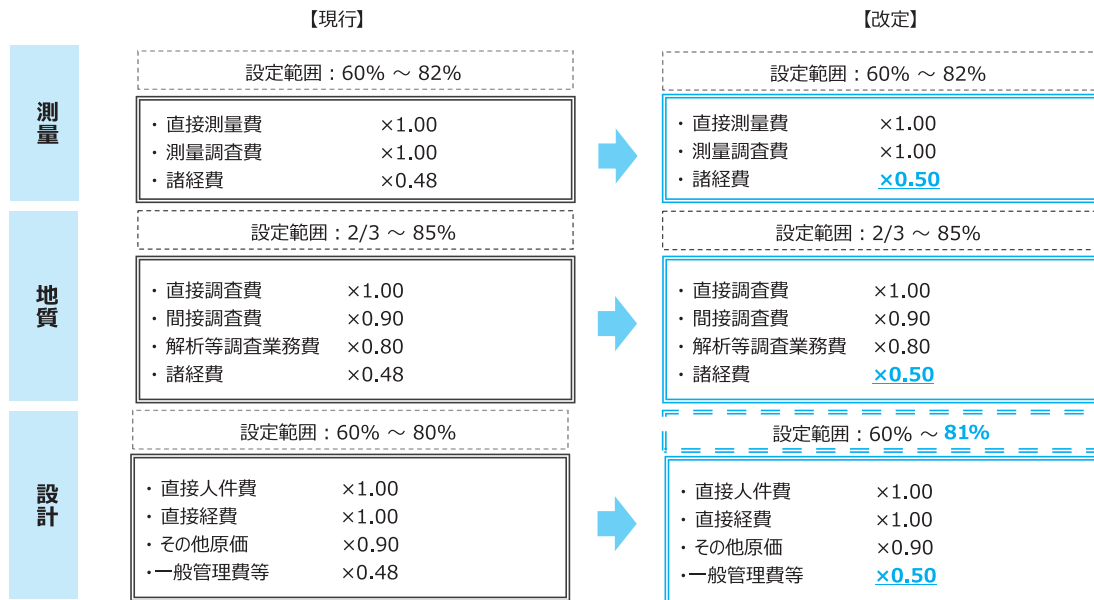 【現行】
【改定】
測量
設定範囲：60% ～ 82%
・ 直接測量費 ×1.00
・ 測量調査費 ×1.00
・ 諸経費 ×0.48
設定範囲：60% ～ 82%
・ 直接測量費 ×1.00
・ 測量調査費 ×1.00
・ 諸経費 ×0.50
地質
設定範囲：2/3 ～ 85%
・ 直接調査費 ×1.00
・ 間接調査費 ×0.90
・ 解析等調査業務費 ×0.80
・ 諸経費 ×0.48
設定範囲：2/3 ～ 85%
・ 直接調査費 ×1.00
・ 間接調査費 ×0.90
・ 解析等調査業務費 ×0.80
・ 諸経費 ×0.50
設計
設定範囲：60% ～ 80%
・ 直接人件費 ×1.00
・ 直接経費 ×1.00
・ その他原価 ×0.90
・一般管理費等 ×0.48
設定範囲：60% ～ 81%
・ 直接人件費 ×1.00
・ 直接経費 ×1.00
・ その他原価 ×0.90
・一般管理費等 ×0.50